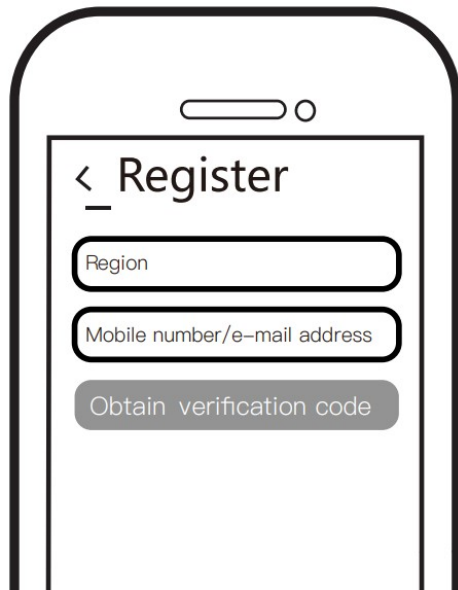 < Register
Region
Mobile number/e-mail address
Obtain verification code